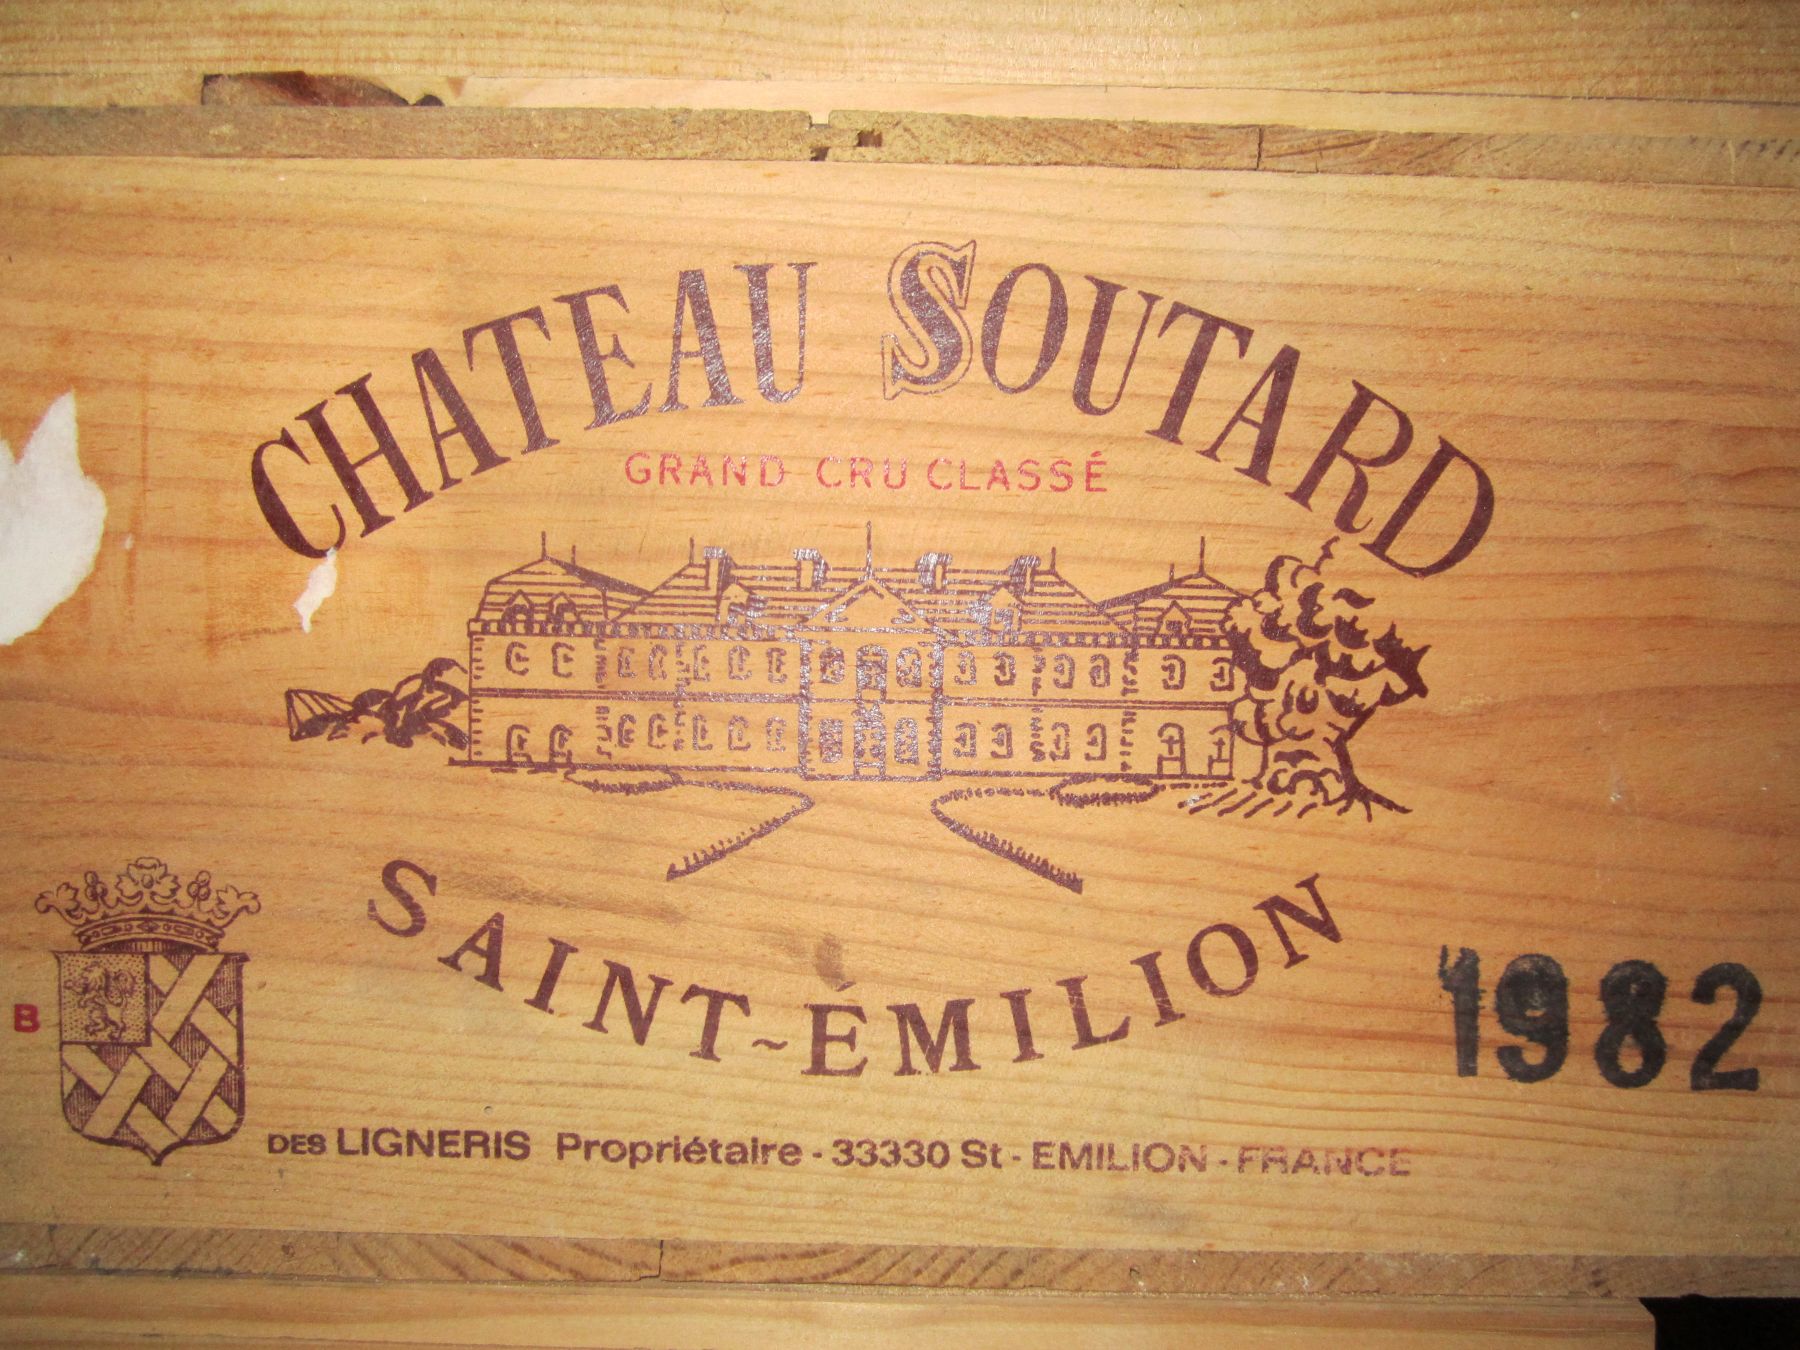 CHATEAU SOUTARD
GRAND CRU CLASSÉ
SAINT-ÉMILION
1982
B
DES LIGNERIS Propriétaire - 33330 St - EMILION - FRANCE